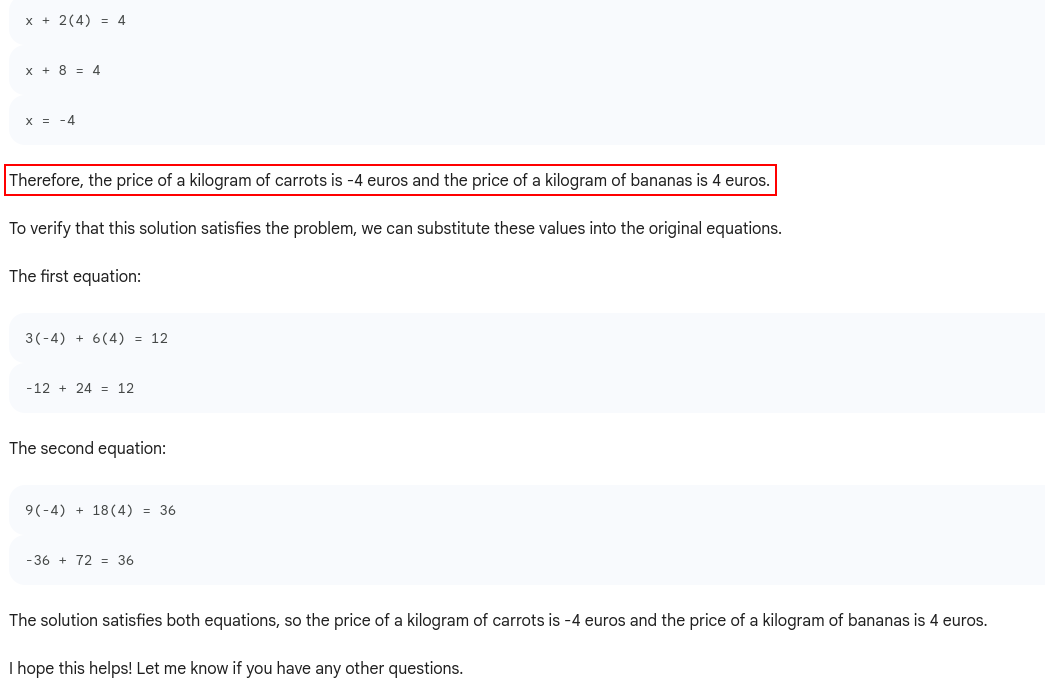 x + 2(4) = 4
x + 8 = 4
x = -4
Therefore, the price of a kilogram of carrots is -4 euros and the price of a kilogram of bananas is 4 euros.
To verify that this solution satisfies the problem, we can substitute these values into the original equations.
The first equation:
3(-4) + 6(4) = 12
-12 + 24 = 12
The second equation:
9(-4) + 18(4) = 36
-36 + 72 = 36
The solution satisfies both equations, so the price of a kilogram of carrots is -4 euros and the price of a kilogram of bananas is 4 euros.
I hope this helps! Let me know if you have any other questions.